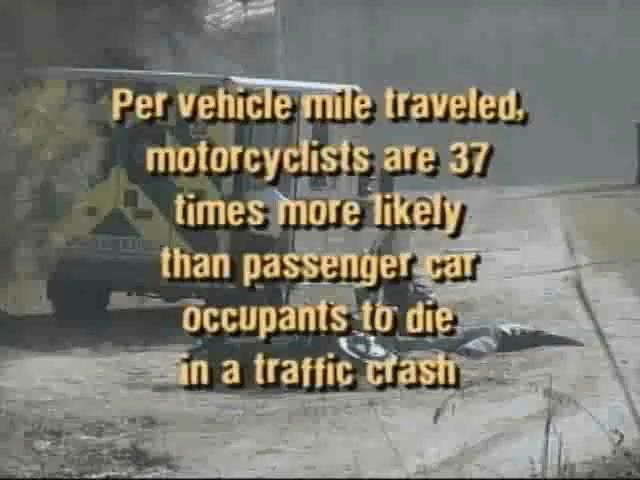 Per vehicle mile traveled,
motorcyclists are 37
times more likely
than passenger car
occupants to die
in a traffic crash